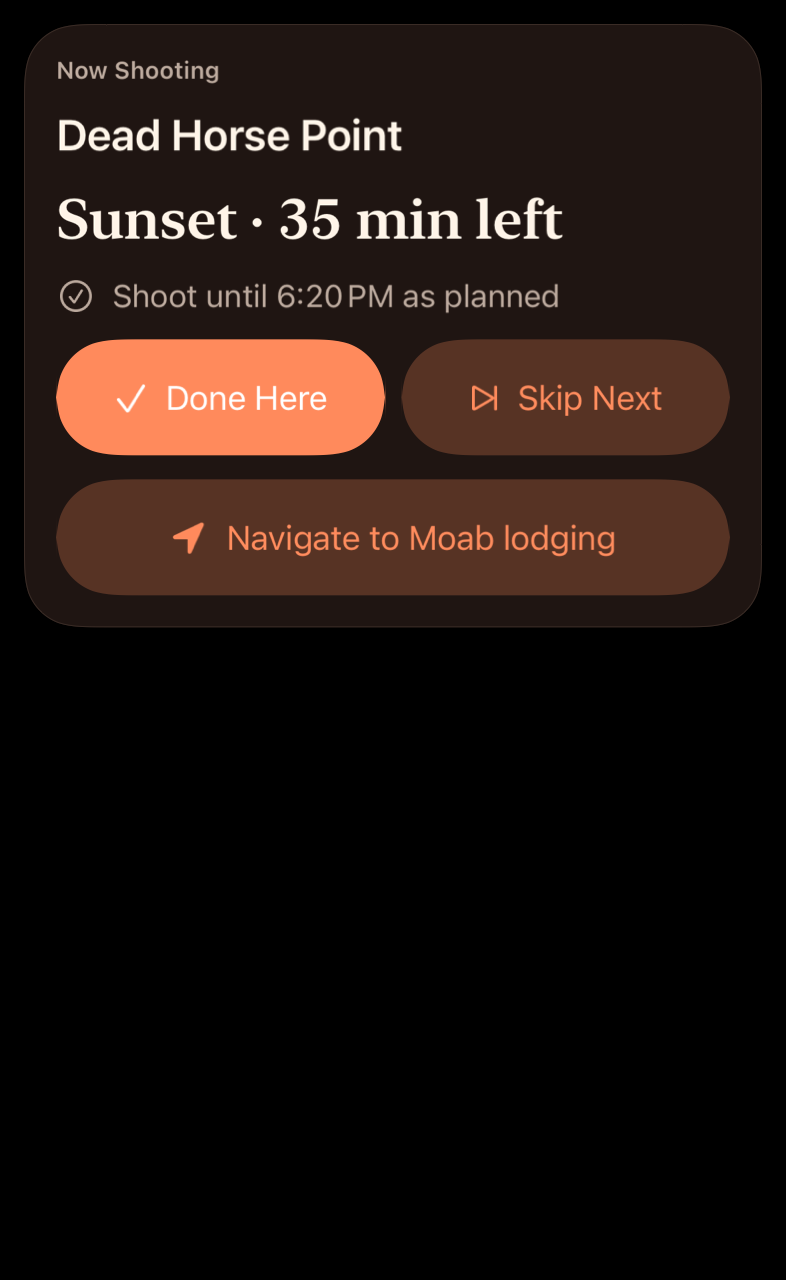 Now Shooting
Dead Horse Point
Sunset · 35 min left
Shoot until 6:20 PM as planned
Done Here
Skip Next
Navigate to Moab lodging